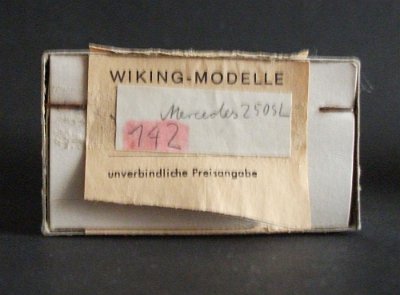 WIKING-MODELLE
Mercedes 250SL
142
unverbindliche Preisangabe